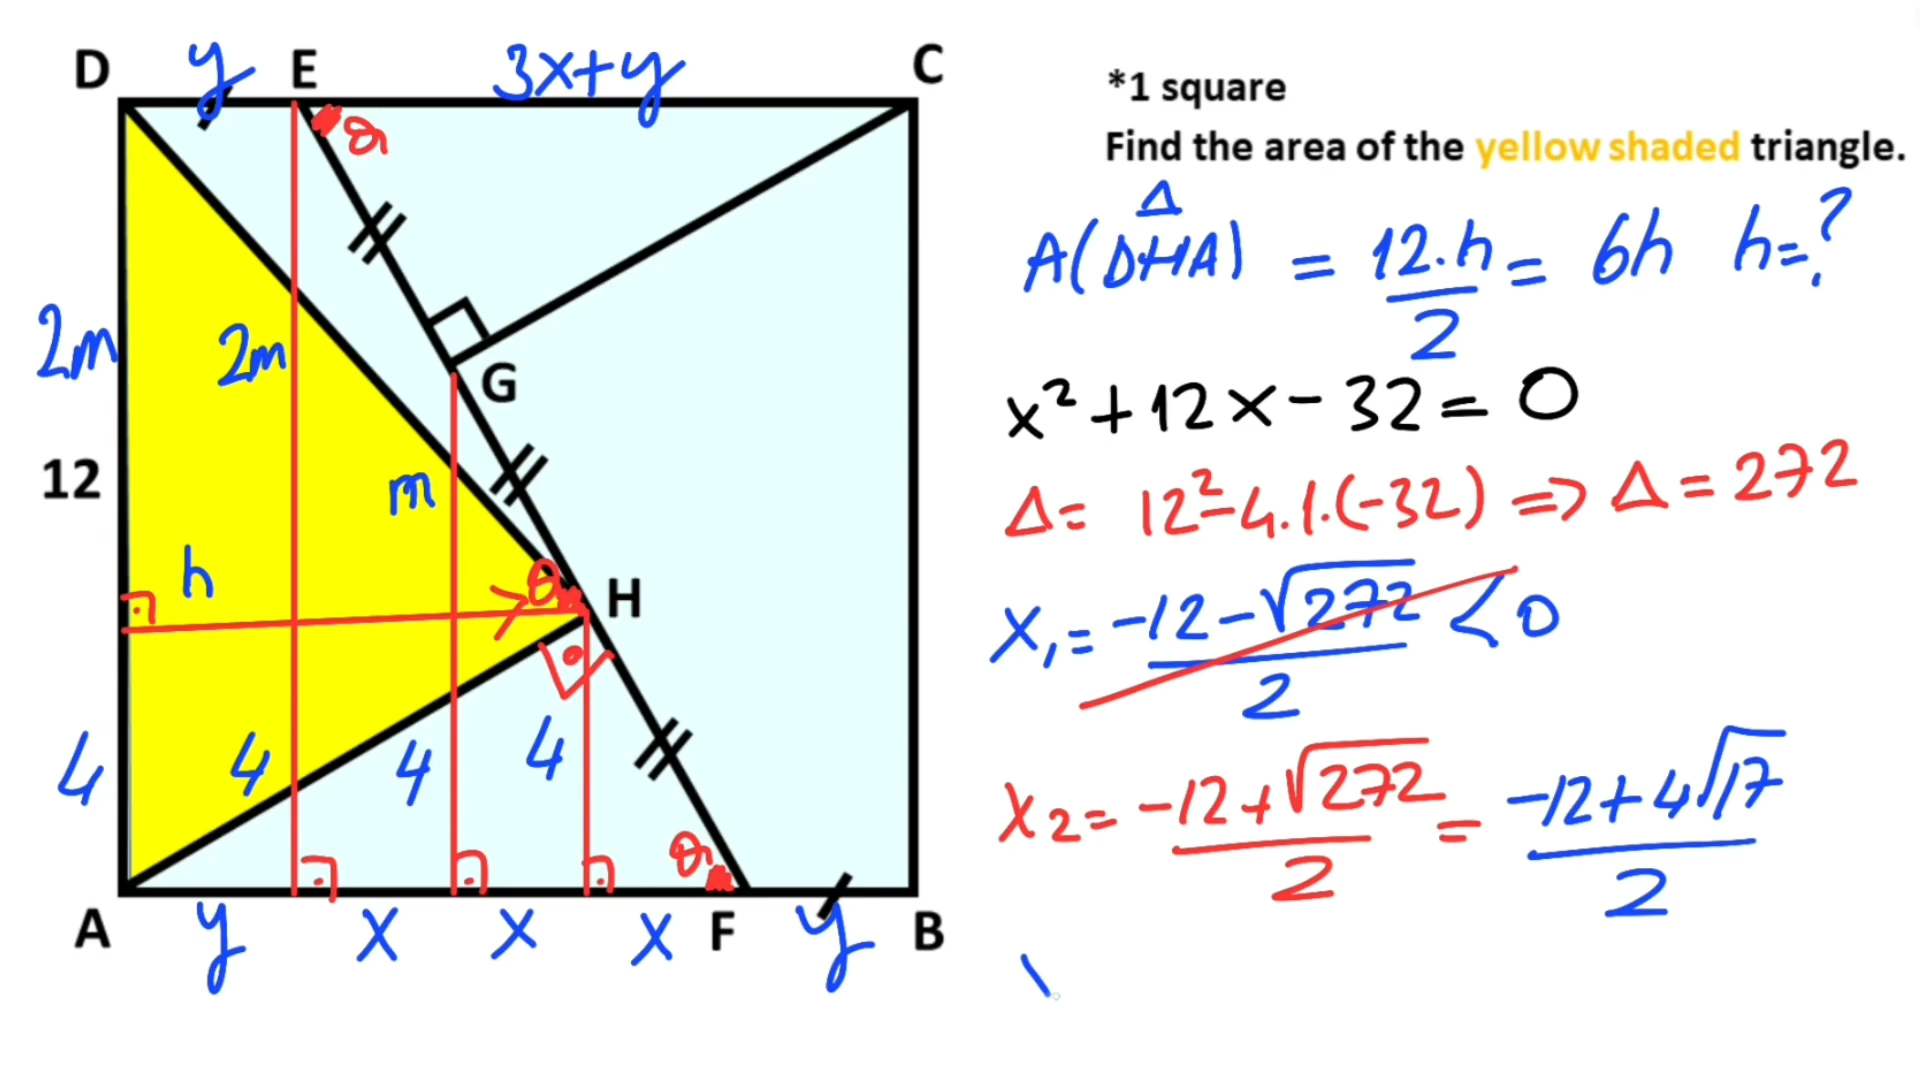 D y E 3x+y C
*1 square
Find the area of the yellow shaded triangle.
θ
A(DHA) = 12.h / 2 = 6h h=?
Δ
2m 2m
G
x² + 12x - 32 = 0
12
m
Δ= 12²-4.1.(-32) => Δ = 272
h
θ H
x₁ = -12-√272 / 2 < 0
4 4 4 4
x₂ = -12+√272 / 2 = -12+4√17 / 2
θ
A y x x x F y B